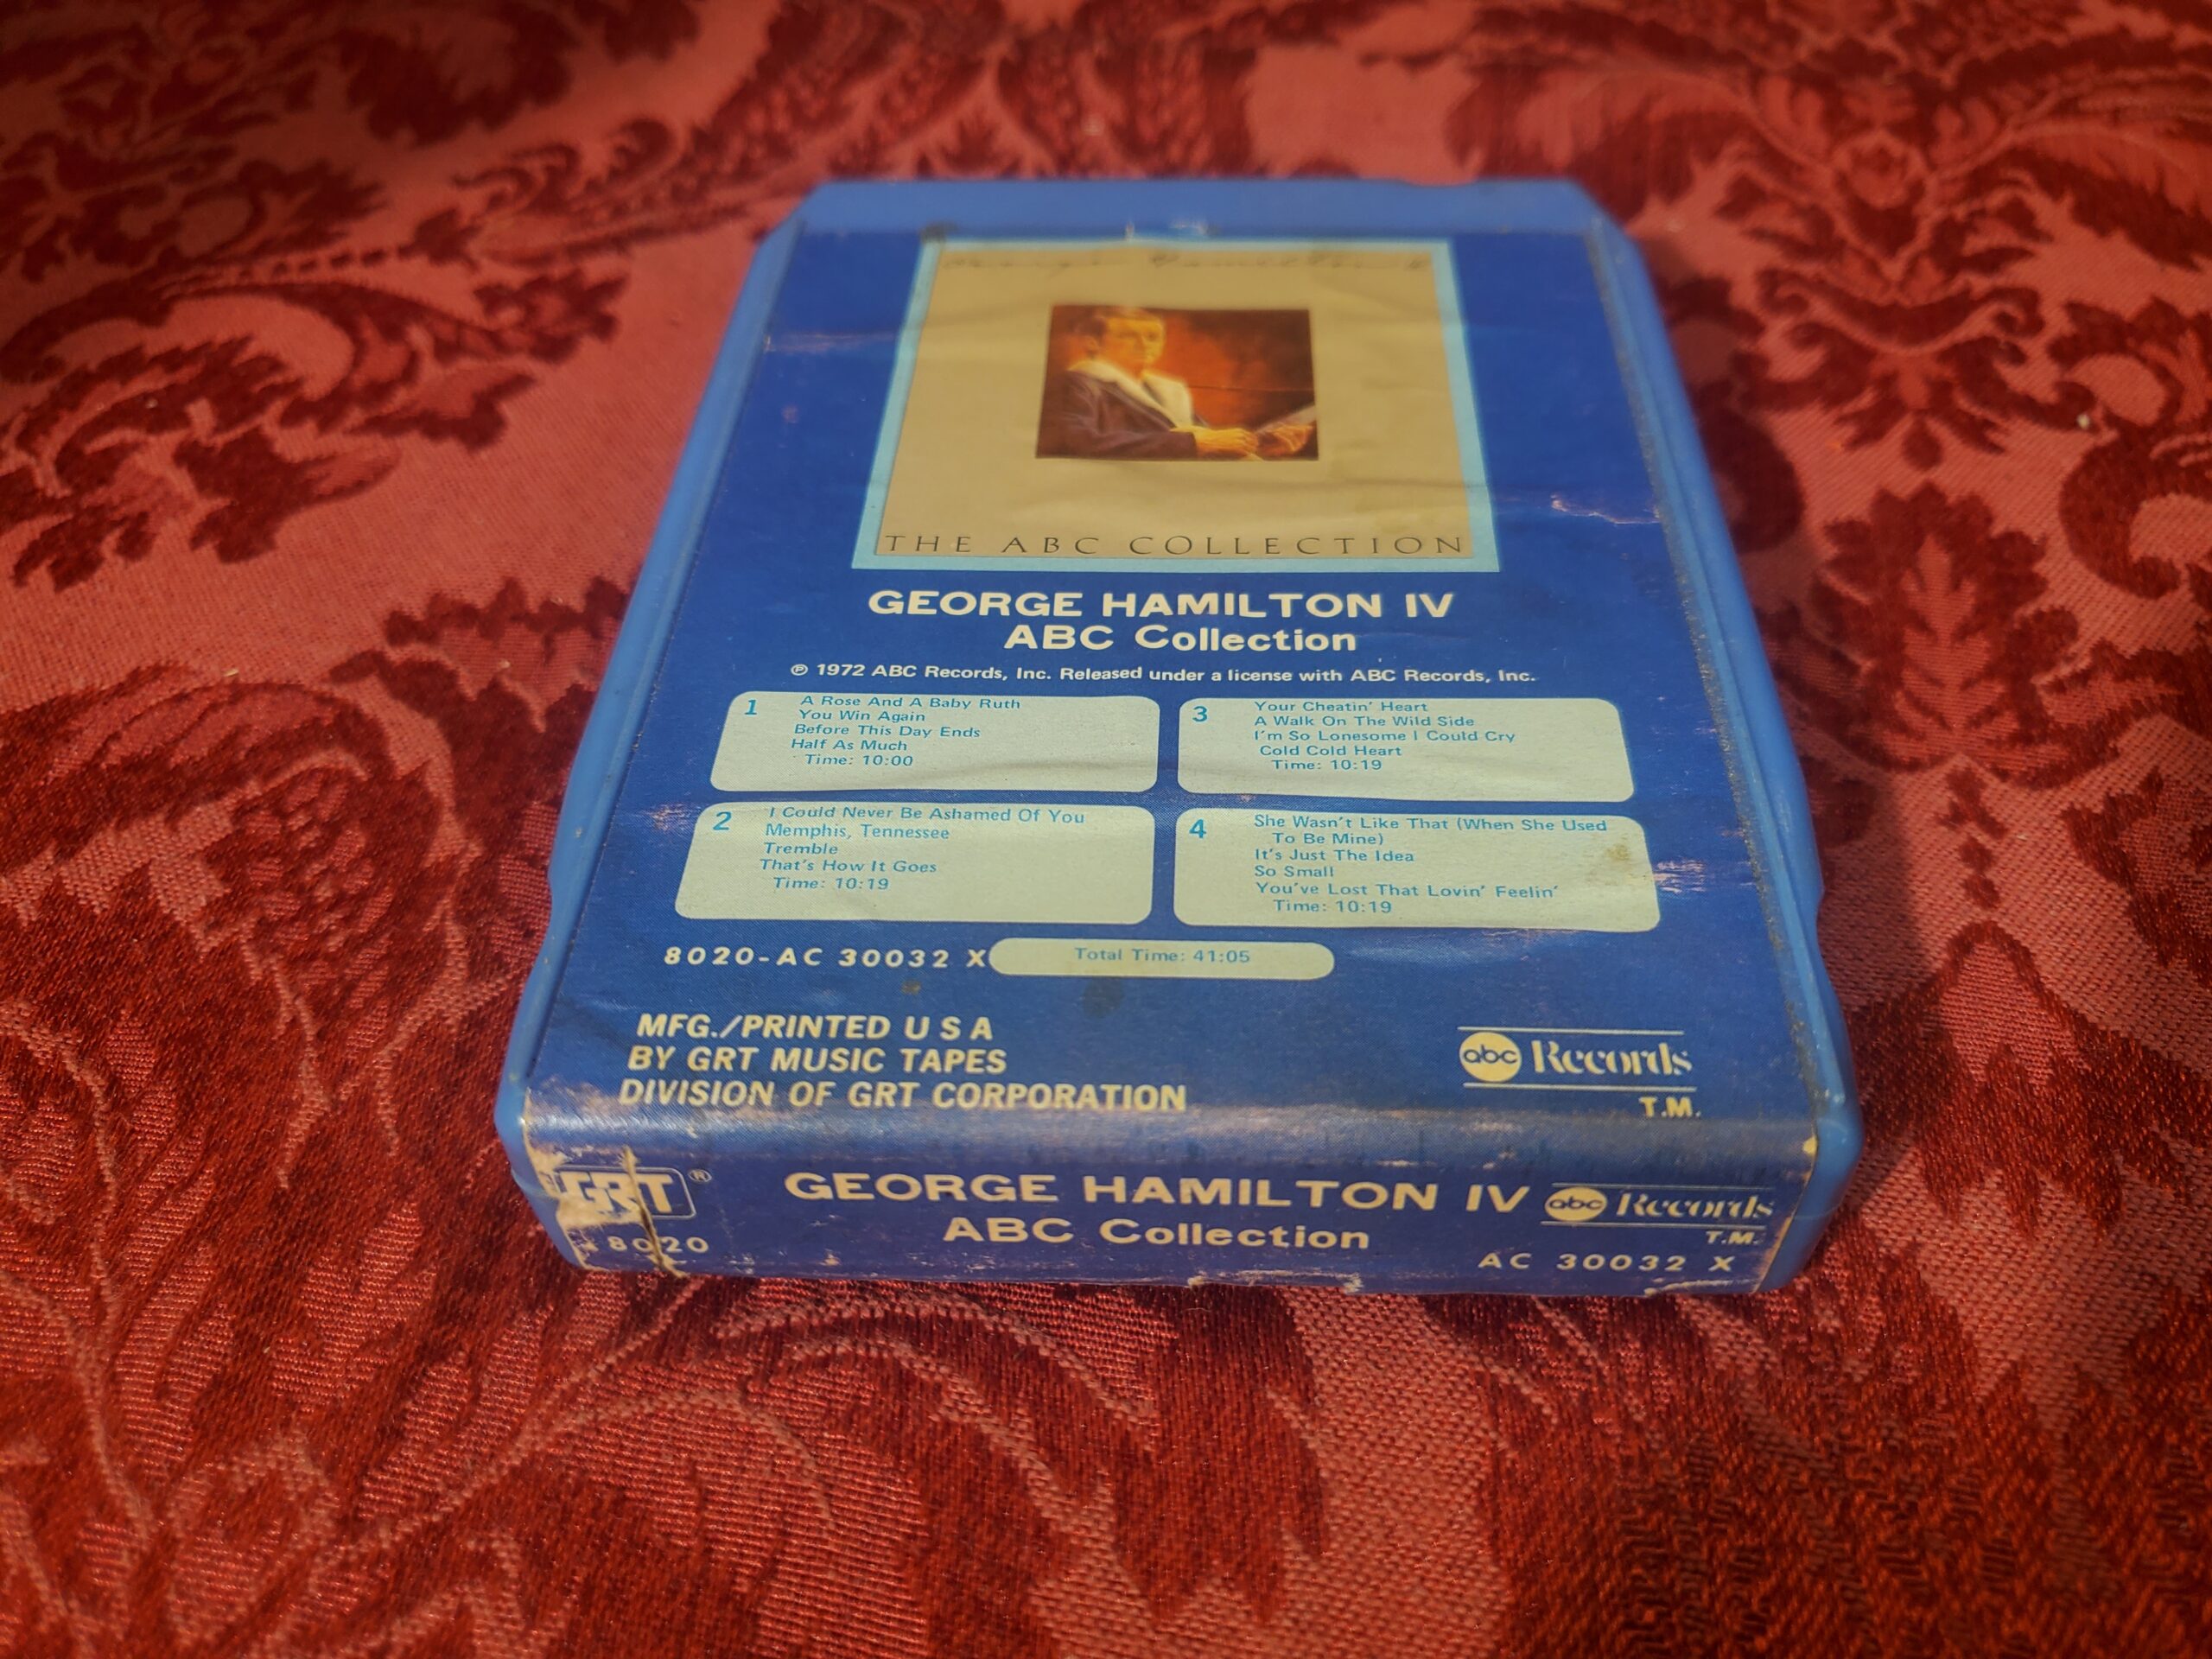 THE ABC COLLECTION
GEORGE HAMILTON IV
ABC Collection
℗ 1972 ABC Records, Inc. Released under a license with ABC Records, Inc.
1
A Rose And A Baby Ruth
You Win Again
Before This Day Ends
Half As Much
Time: 10:00
2
I Could Never Be Ashamed Of You
Memphis, Tennessee
Tremble
That's How It Goes
Time: 10:19
3
Your Cheatin' Heart
A Walk On The Wild Side
I'm So Lonesome I Could Cry
Cold Cold Heart
Time: 10:19
4
She Wasn't Like That (When She Used
To Be Mine)
It's Just The Idea
So Small
You've Lost That Lovin' Feelin'
Time: 10:19
8020-AC 30032 X
Total Time: 41:05
MFG./PRINTED U S A
BY GRT MUSIC TAPES
DIVISION OF GRT CORPORATION
abc Records
T.M.
GRT®
8020
GEORGE HAMILTON IV
ABC Collection
abc Records
T.M.
AC 30032 X